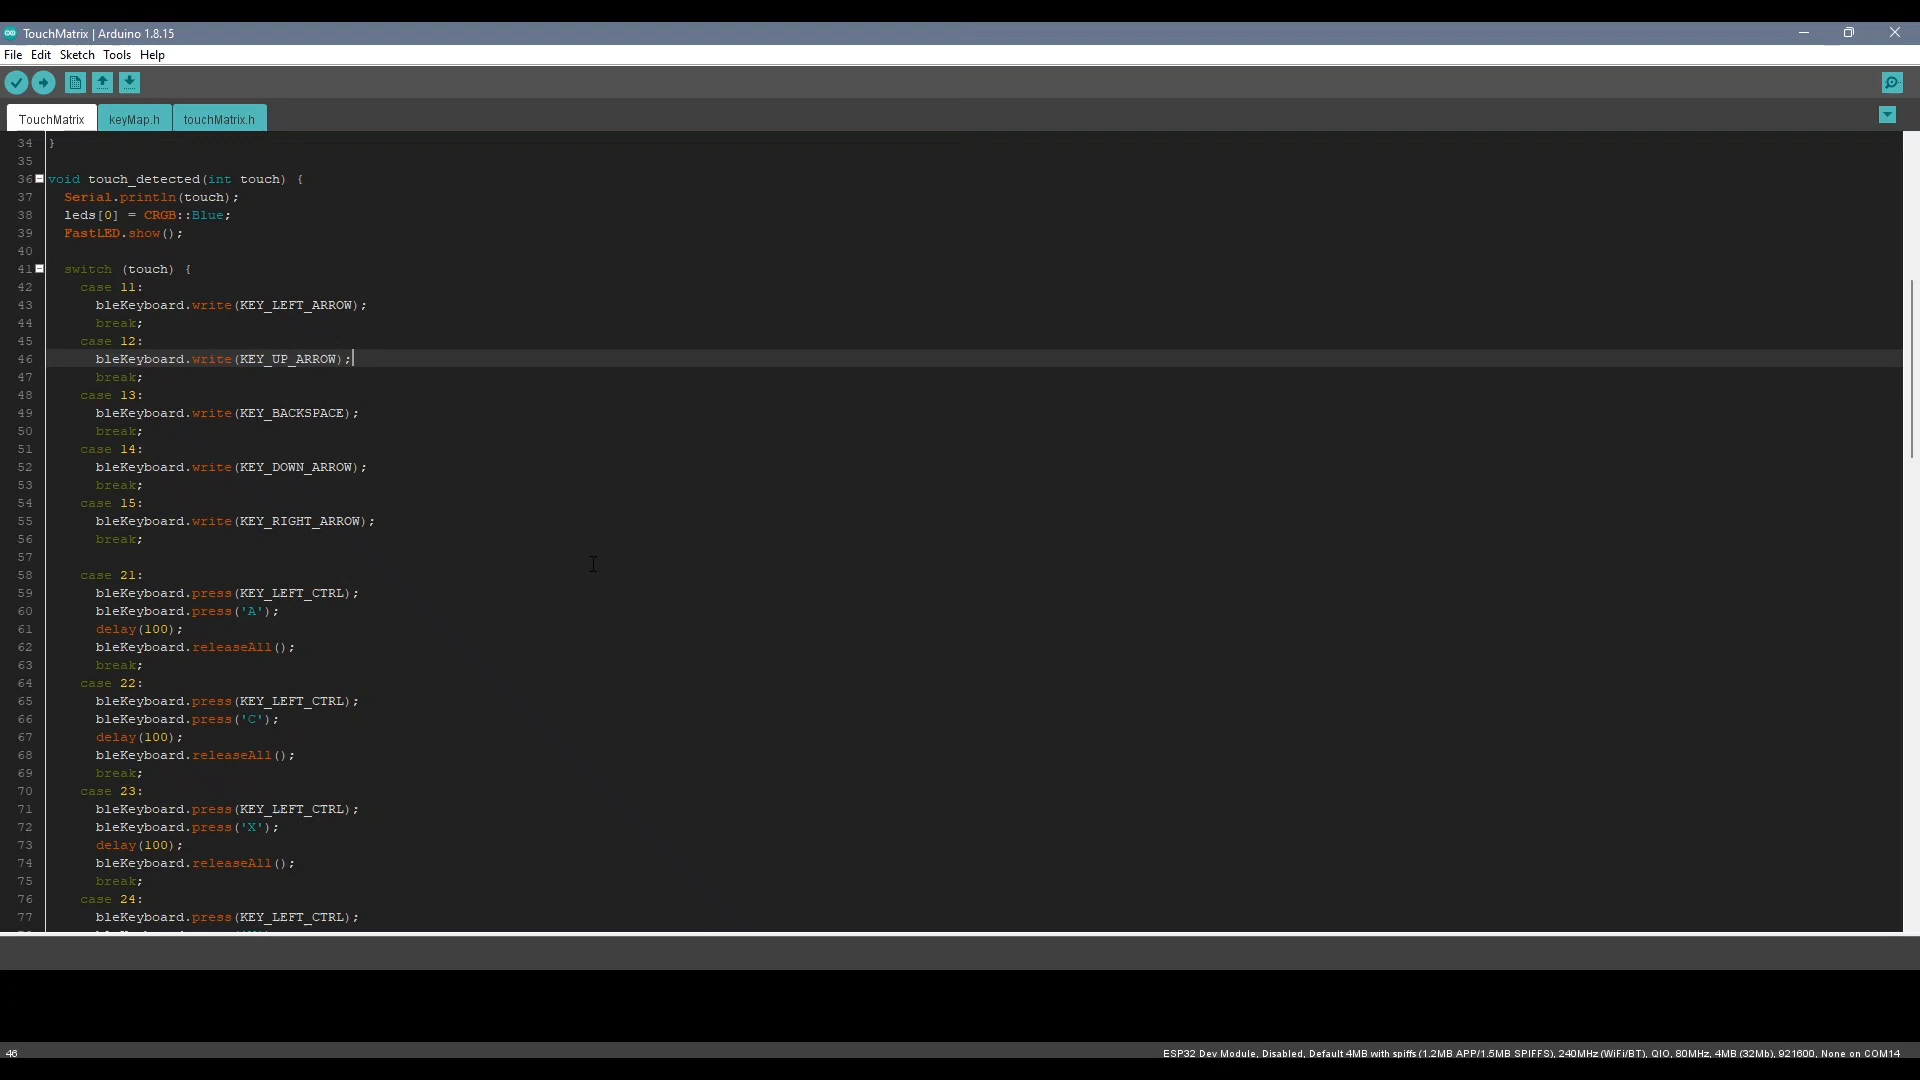 TouchMatrix | Arduino 1.8.15
File Edit Sketch Tools Help
TouchMatrix keyMap.h touchMatrix.h
34 }
35
36 void touch_detected(int touch) {
37 Serial.println(touch);
38 leds[0] = CRGB::Blue;
39 FastLED.show();
40
41 switch (touch) {
42 case 11:
43 bleKeyboard.write(KEY_LEFT_ARROW);
44 break;
45 case 12:
46 bleKeyboard.write(KEY_UP_ARROW);
47 break;
48 case 13:
49 bleKeyboard.write(KEY_BACKSPACE);
50 break;
51 case 14:
52 bleKeyboard.write(KEY_DOWN_ARROW);
53 break;
54 case 15:
55 bleKeyboard.write(KEY_RIGHT_ARROW);
56 break;
57
58 case 21:
59 bleKeyboard.press(KEY_LEFT_CTRL);
60 bleKeyboard.press('A');
61 delay(100);
62 bleKeyboard.releaseAll();
63 break;
64 case 22:
65 bleKeyboard.press(KEY_LEFT_CTRL);
66 bleKeyboard.press('C');
67 delay(100);
68 bleKeyboard.releaseAll();
69 break;
70 case 23:
71 bleKeyboard.press(KEY_LEFT_CTRL);
72 bleKeyboard.press('X');
73 delay(100);
74 bleKeyboard.releaseAll();
75 break;
76 case 24:
77 bleKeyboard.press(KEY_LEFT_CTRL);
46 ESP32 Dev Module, Disabled, Default 4MB with spiffs (1.2MB APP/1.5MB SPIFFS), 240MHz (WiFi/BT), QIO, 80MHz, 4MB (32Mb), 921600, None on COM14